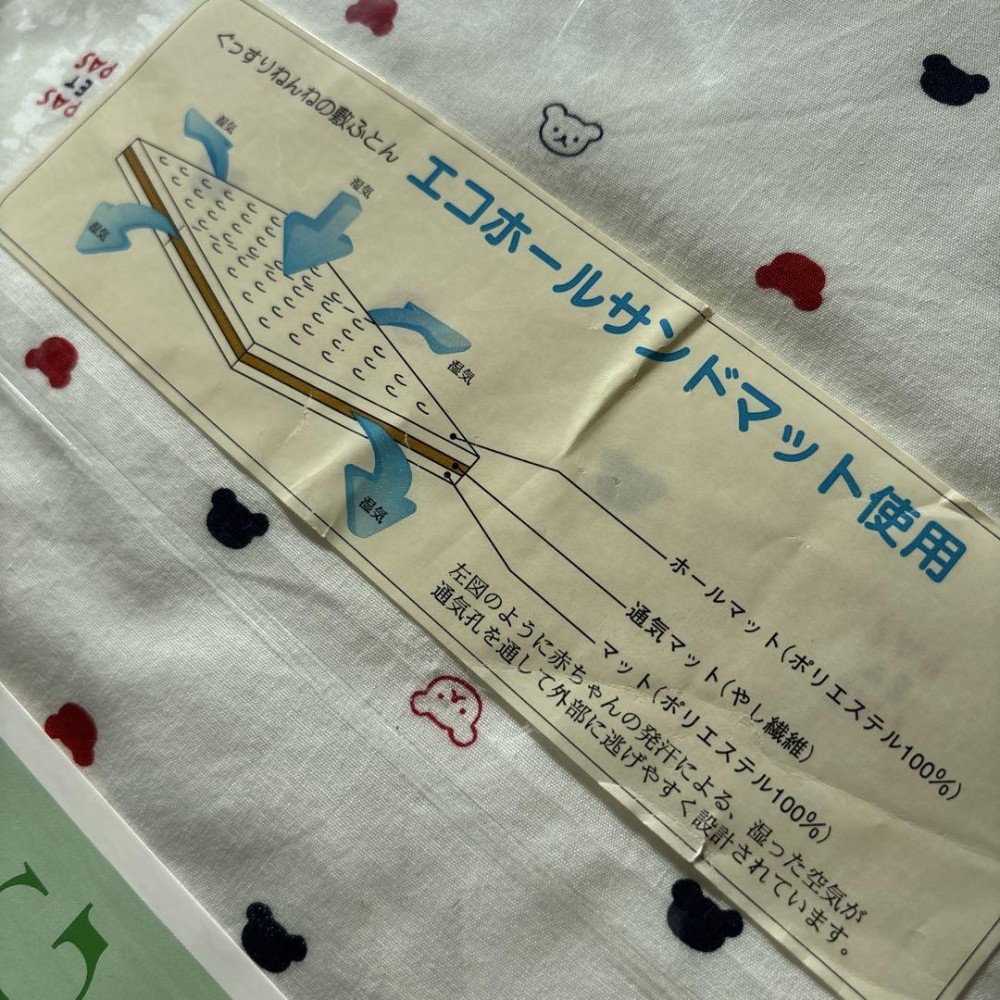 PAS
ET
PAS
PAS
ぐっすりねんねの敷ふとん
エコホールサンドマット使用
湿気
湿気
湿気
湿気
湿気
ホールマット(ポリエステル100%)
通気マット(やし繊維)
マット(ポリエステル100%)
左図のように赤ちゃんの発汗による、湿った空気が
通気孔を通して外部に逃げやすく設計されています。
G